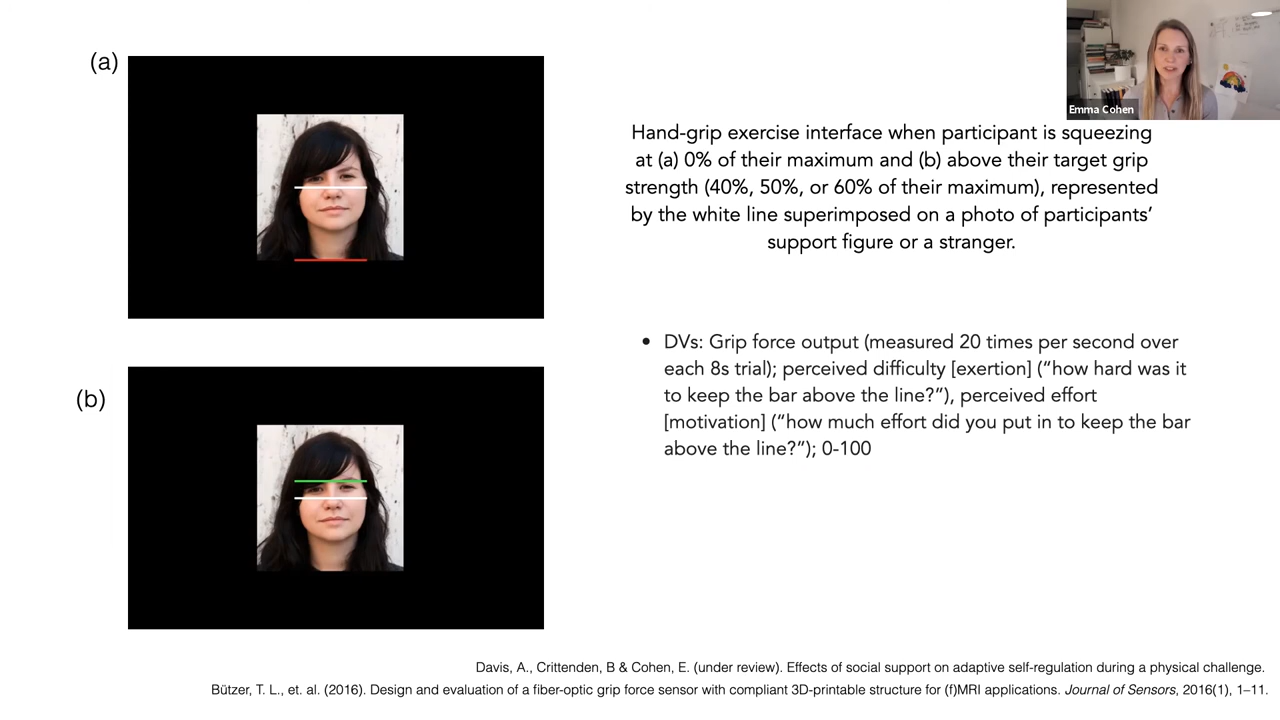 (a)
Emma Cohen
Hand-grip exercise interface when participant is squeezing
at (a) 0% of their maximum and (b) above their target grip
strength (40%, 50%, or 60% of their maximum), represented
by the white line superimposed on a photo of participants’
support figure or a stranger.
• DVs: Grip force output (measured 20 times per second over
each 8s trial); perceived difficulty [exertion] (“how hard was it
to keep the bar above the line?”), perceived effort
[motivation] (“how much effort did you put in to keep the bar
above the line?”); 0-100
(b)
Davis, A., Crittenden, B & Cohen, E. (under review). Effects of social support on adaptive self-regulation during a physical challenge.
Bützer, T. L., et. al. (2016). Design and evaluation of a fiber-optic grip force sensor with compliant 3D-printable structure for (f)MRI applications. Journal of Sensors, 2016(1), 1–11.